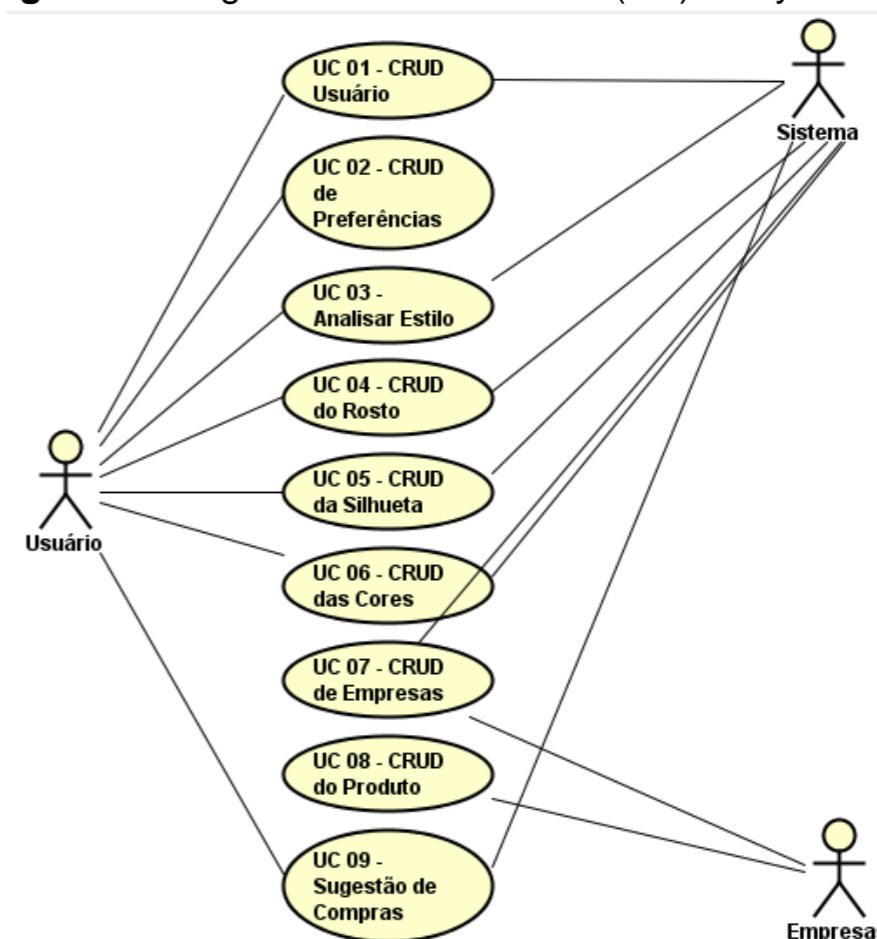 UC 01 - CRUD
Usuário
Sistema
UC 02 - CRUD
de
Preferências
UC 03 -
Analisar Estilo
UC 04 - CRUD
do Rosto
UC 05 - CRUD
da Silhueta
Usuário
UC 06 - CRUD
das Cores
UC 07 - CRUD
de Empresas
UC 08 - CRUD
do Produto
UC 09 -
Sugestão de
Compras
Empresas